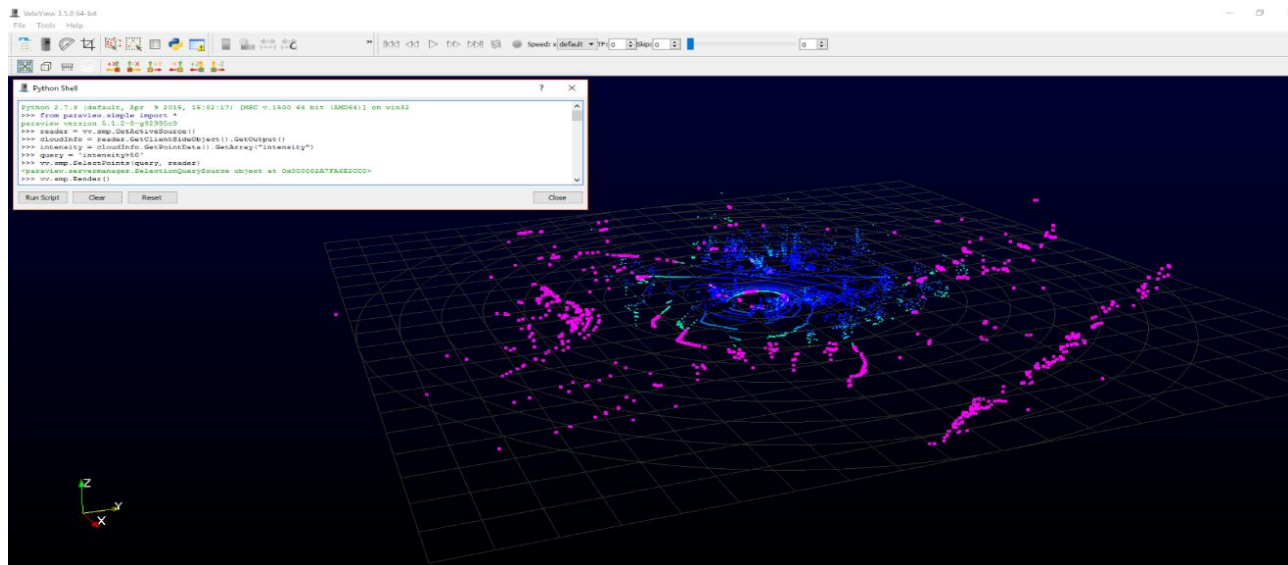 VeloView 3.5.0 64-bit
File Tools Help
» Speed: x default TF: 0 Skip: 0 0
Python Shell ? ×
Python 2.7.3 (default, Apr 9 2015, 15:02:17) [MSC v.1500 64 bit (AMD64)] on win32
>>> from paraview.simple import *
paraview version 5.1.2-8-g92995c9
>>> reader = vv.smp.GetActiveSource()
>>> cloudInfo = reader.GetClientSideObject().GetOutput()
>>> intensity = cloudInfo.GetPointData().GetArray("intensity")
>>> query = 'intensity>50'
>>> vv.smp.SelectPoints(query, reader)
<paraview.servermanager.SelectionQuerySource object at 0x000002A7FA6E2CC0>
>>> vv.smp.Render()
Run Script Clear Reset Close
Z
Y
X